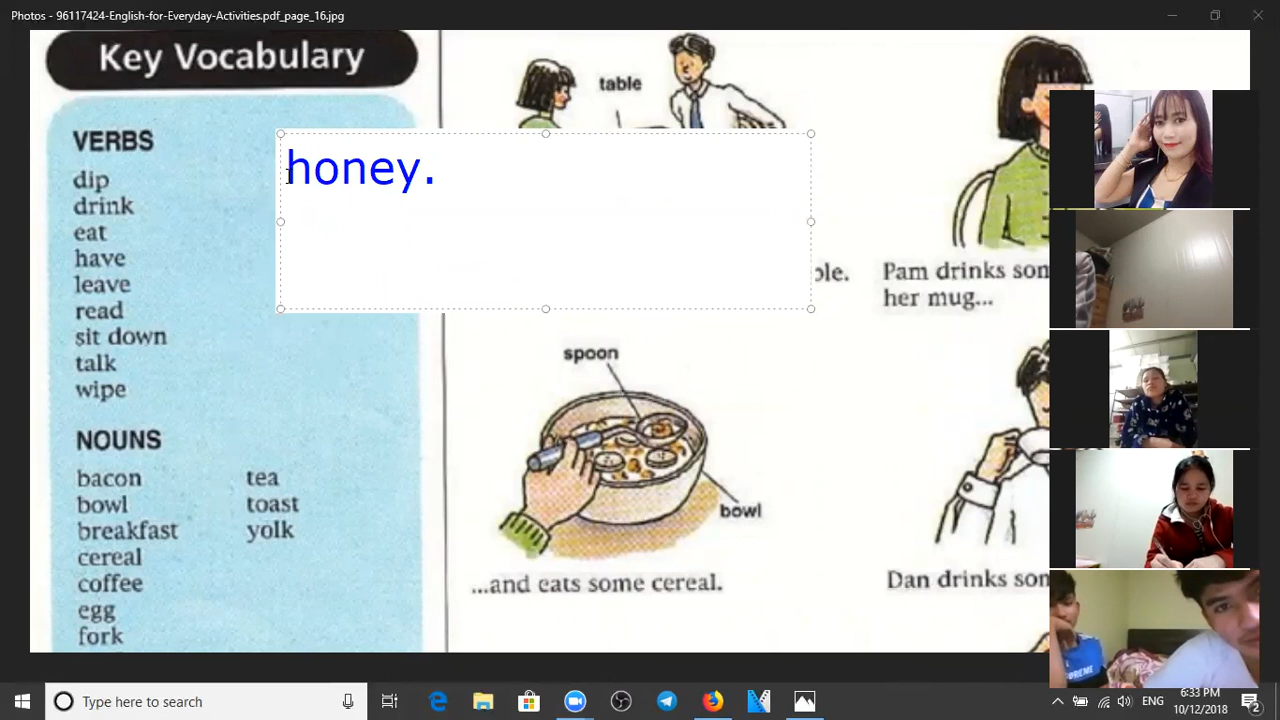 Photos - 96117424-English-for-Everyday-Activities.pdf_page_16.jpg
Key Vocabulary
VERBS
dip
drink
eat
have
leave
read
sit down
talk
wipe
NOUNS
bacon
bowl
breakfast
cereal
coffee
egg
fork
tea
toast
yolk
table
honey.
ble.
Pam drinks son
her mug...
spoon
bowl
...and eats some cereal.
Dan drinks son
SUPREME
Type here to search
ENG
6:33 PM
10/12/2018
2